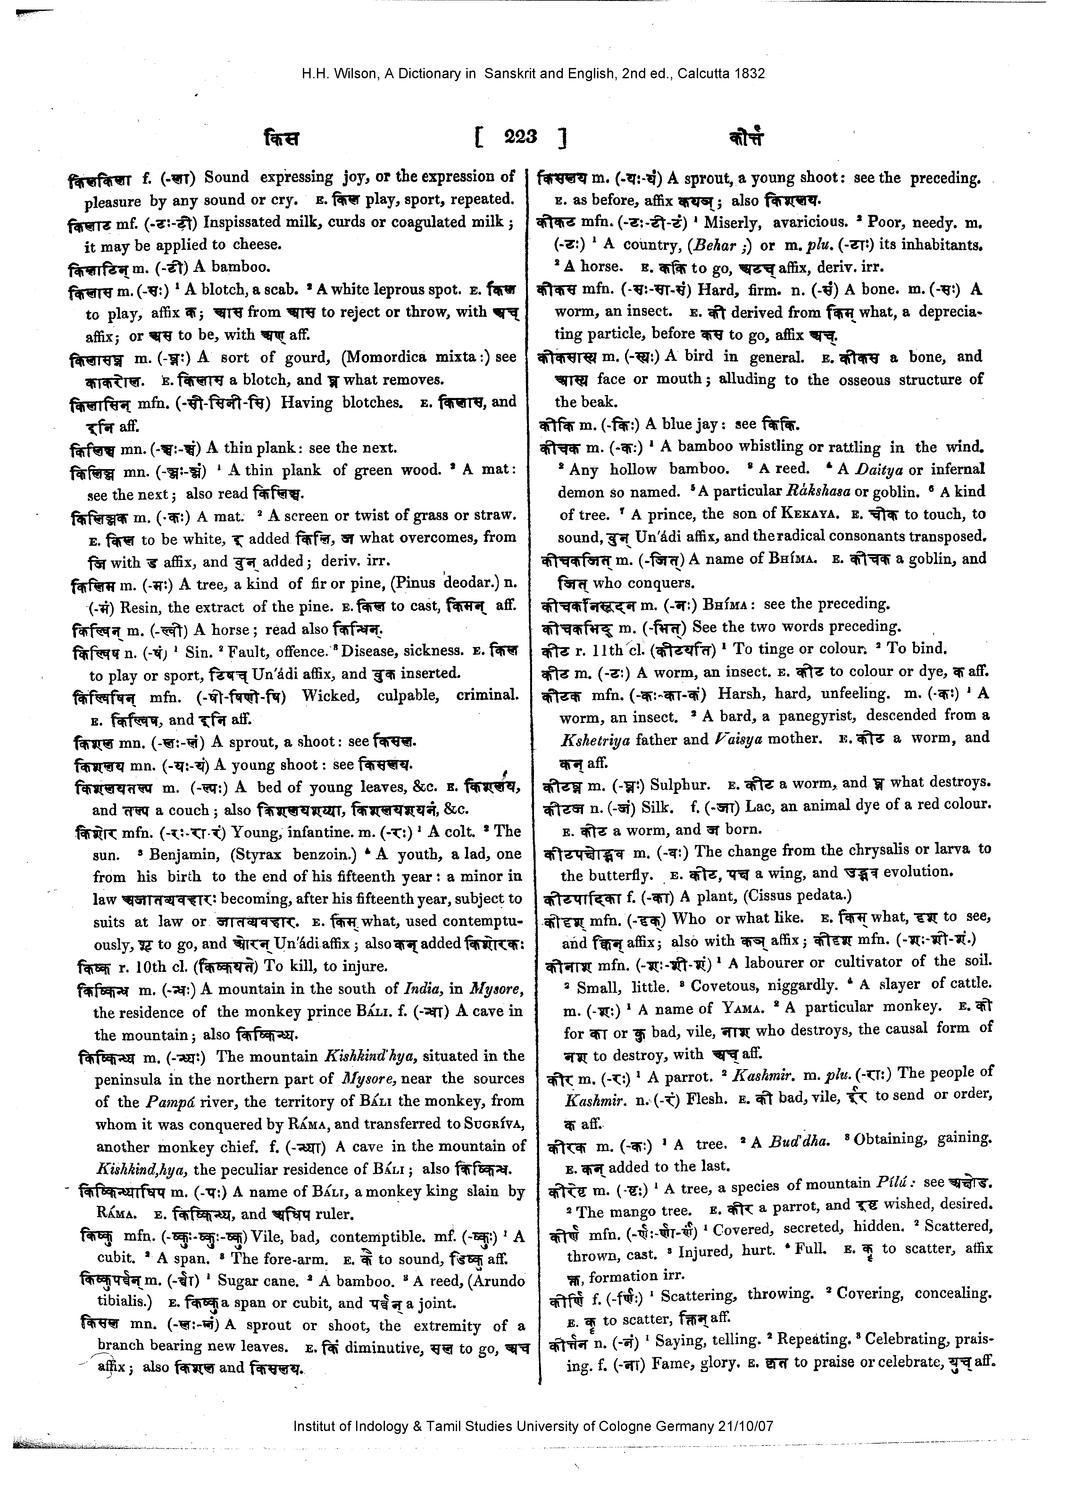 H.H. Wilson, A Dictionary in Sanskrit and English, 2nd ed., Calcutta 1832
किस [ 223 ] कीर्त्त
किलकिला f. (-ला) Sound expressing joy, or the expression of
pleasure by any sound or cry. E. किल play, sport, repeated.
किलाट mf. (-टः-टी) Inspissated milk, curds or coagulated milk ;
it may be applied to cheese.
किलाटिन् m. (-टी) A bamboo.
किलास m. (-सः) ¹ A blotch, a scab. ² A white leprous spot. E. किल
to play, affix क; आस from आस to reject or throw, with अच्
affix; or अस to be, with अण् aff.
किलासघ्न m. (-घ्नः) A sort of gourd, (Momordica mixta :) see
काकरोल. E. किलास a blotch, and घ्न what removes.
किलासिन् mfn. (-सी-सिनी-सि) Having blotches. E. किलास, and
इनि aff.
किलिञ्च mn. (-ञ्चः-ञ्चं) A thin plank : see the next.
किलिञ्ज mn. (-ञ्जः-ञ्जं) ¹ A thin plank of green wood. ² A mat :
see the next ; also read किलिञ्च.
किलिञ्जक m. (-कः) A mat. ² A screen or twist of grass or straw.
E. किल to be white, इ added किलि, ज what overcomes, from
जि with ड affix, and वुन् added ; deriv. irr.
किलिम m. (-मः) A tree, a kind of fir or pine, (Pinus deodar.) n.
(-मं) Resin, the extract of the pine. E. किल to cast, किमन् aff.
किल्विन् m. (-ल्वी) A horse ; read also किन्धिन्.
किल्विष n. (-षं) ¹ Sin. ² Fault, offence. ³ Disease, sickness. E. किल
to play or sport, टिषच् Un'ádi affix, and वुक inserted.
किल्विषिन् mfn. (-षी-षिणी-षि) Wicked, culpable, criminal.
E. किल्विष, and इनि aff.
किशल mn. (-लः-लं) A sprout, a shoot : see किसल.
किशलय mn. (-यः-यं) A young shoot : see किसलय.
किशलयतल्प m. (-ल्पः) A bed of young leaves, &c. E. किशलय,
and तल्प a couch ; also किशलयशय्या, किशलयशयनं, &c.
किशोर mfn. (-रः-रा-रं) Young, infantine. m. (-रः) ¹ A colt. ² The
sun. ³ Benjamin, (Styrax benzoin.) ⁴ A youth, a lad, one
from his birth to the end of his fifteenth year : a minor in
law अजातव्यवहारः becoming, after his fifteenth year, subject to
suits at law or जातव्यवहार. E. किम् what, used contemptu-
ously, शॄ to go, and ओरन् Un'ádi affix ; also कन् added किशोरकः
किष्क r. 10th cl. (किष्कयते) To kill, to injure.
किष्किन्ध m. (-न्धः) A mountain in the south of India, in Mysore,
the residence of the monkey prince BÁLI. f. (-न्धा) A cave in
the mountain ; also किष्किन्ध्य.
किष्किन्ध्य m. (-न्ध्यः) The mountain Kishkind'hya, situated in the
peninsula in the northern part of Mysore, near the sources
of the Pampá river, the territory of BÁLI the monkey, from
whom it was conquered by RÁMA, and transferred to SUGRÍVA,
another monkey chief. f. (-न्ध्या) A cave in the mountain of
Kishkind,hya, the peculiar residence of BÁLI ; also किष्किन्ध.
किष्किन्ध्याधिप m. (-पः) A name of BÁLI, a monkey king slain by
RÁMA. E. किष्किन्ध्य, and अधिप ruler.
किष्कु mfn. (-ष्कुः-ष्कुः-ष्कु) Vile, bad, contemptible. mf. (-ष्कुः) ¹ A
cubit. ² A span. ³ The fore-arm. E. कै to sound, डिष्कु aff.
किष्कुपर्व्वन् m. (-र्व्वा) ¹ Sugar cane. ² A bamboo. ³ A reed, (Arundo
tibialis.) E. किष्कु a span or cubit, and पर्व्वन् a joint.
किसल mn. (-लः-लं) A sprout or shoot, the extremity of a
branch bearing new leaves. E. किं diminutive, सल to go, अच
affix ; also किशल and किसलय.
किसलय m. (-यः-यं) A sprout, a young shoot : see the preceding.
E. as before, affix कयञ् ; also किशलय.
कीकट mfn. (-टः-टी-टं) ¹ Miserly, avaricious. ² Poor, needy. m.
(-टः) ¹ A country, (Behar ;) or m. plu. (-टाः) its inhabitants.
² A horse. E. ककि to go, अटच् affix, deriv. irr.
कीकस mfn. (-सः-सा-सं) Hard, firm. n. (-सं) A bone. m. (-सः) A
worm, an insect. E. की derived from किम् what, a deprecia-
ting particle, before कस to go, affix अच्.
कीकसास्य m. (-स्यः) A bird in general. E. कीकस a bone, and
आस्य face or mouth ; alluding to the osseous structure of
the beak.
कीकि m. (-किः) A blue jay : see किकि.
कीचक m. (-कः) ¹ A bamboo whistling or rattling in the wind.
² Any hollow bamboo. ³ A reed. ⁴ A Daitya or infernal
demon so named. ⁵ A particular Rákshasa or goblin. ⁶ A kind
of tree. ⁷ A prince, the son of KEKAYA. E. चीक to touch, to
sound, वुन् Un'ádi affix, and the radical consonants transposed.
कीचकजित् m. (-जित्) A name of BHÍMA. E. कीचक a goblin, and
जित् who conquers.
कीचकनिसूदन m. (-नः) BHÍMA : see the preceding.
कीचकभिद् m. (-भित्) See the two words preceding.
कीट r. 11th cl. (कीटयति) ¹ To tinge or colour. ² To bind.
कीट m. (-टः) A worm, an insect. E. कीट to colour or dye, क aff.
कीटक mfn. (-कः-का-कं) Harsh, hard, unfeeling. m. (-कः) ¹ A
worm, an insect. ² A bard, a panegyrist, descended from a
Kshetriya father and Vaisya mother. E. कीट a worm, and
कन् aff.
कीटघ्न m. (-घ्नः) Sulphur. E. कीट a worm, and घ्न what destroys.
कीटज n. (-जं) Silk. f. (-जा) Lac, an animal dye of a red colour.
E. कीट a worm, and ज born.
कीटपक्षोद्भव m. (-वः) The change from the chrysalis or larva to
the butterfly. E. कीट, पक्ष a wing, and उद्भव evolution.
कीटपादिका f. (-का) A plant, (Cissus pedata.)
कीदृश् mfn. (-दृक्) Who or what like. E. किम् what, दृश to see,
and क्विन् affix; also with कञ् affix ; कीदृश mfn. (-शः-शी-शं.)
कीनाश mfn. (-शः-शी-शं) ¹ A labourer or cultivator of the soil.
² Small, little. ³ Covetous, niggardly. ⁴ A slayer of cattle.
m. (-शः) ¹ A name of YAMA. ² A particular monkey. E. की
for का or कु bad, vile, नाश who destroys, the causal form of
नश to destroy, with अच् aff.
कीर m. (-रः) ¹ A parrot. ² Kashmir. m. plu. (-राः) The people of
Kashmir. n. (-रं) Flesh. E. की bad, vile, ईर to send or order,
क aff.
कीरक m. (-कः) ¹ A tree. ² A Bud'dha. ³ Obtaining, gaining.
E. कन् added to the last.
कीरेष्ट m. (-ष्टः) ¹ A tree, a species of mountain Pílú : see अक्षोड.
² The mango tree. E. कीर a parrot, and इष्ट wished, desired.
कीर्ण mfn. (-र्णः-र्णा-र्णं) ¹ Covered, secreted, hidden. ² Scattered,
thrown, cast. ³ Injured, hurt. ⁴ Full. E. कॄ to scatter, affix
क्त, formation irr.
कीर्णि f. (-र्णिः) ¹ Scattering, throwing. ² Covering, concealing.
E. कॄ to scatter, क्तिन् aff.
कीर्त्तन n. (-नं) ¹ Saying, telling. ² Repeating. ³ Celebrating, prais-
ing. f. (-ना) Fame, glory. E. कृत to praise or celebrate, युच् aff.
Institut of Indology & Tamil Studies University of Cologne Germany 21/10/07